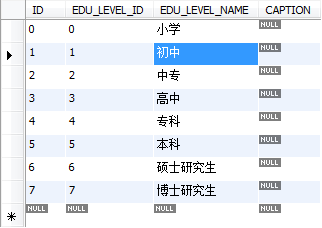 ID EDU_LEVEL_ID EDU_LEVEL_NAME CAPTION
0 0 小学 NULL
1 1 初中 NULL
2 2 中专 NULL
3 3 高中 NULL
4 4 专科 NULL
5 5 本科 NULL
6 6 硕士研究生 NULL
7 7 博士研究生 NULL
NULL NULL NULL NULL